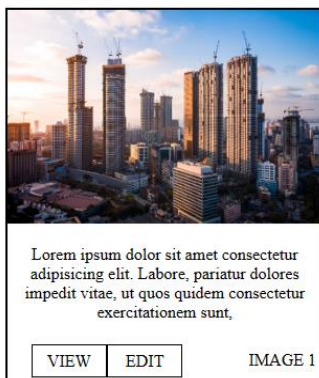 Lorem ipsum dolor sit amet consectetur
adipisicing elit. Labore, pariatur dolores
impedit vitae, ut quos quidem consectetur
exercitationem sunt,
VIEW EDIT IMAGE 1